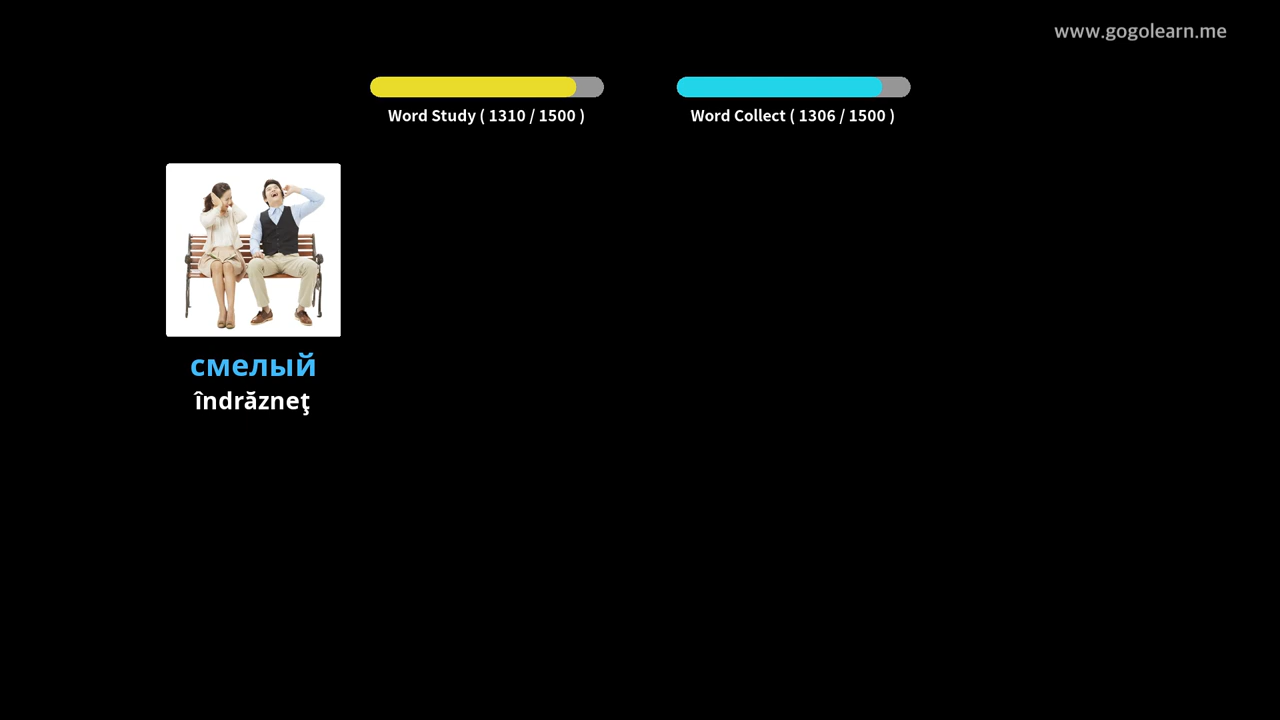 www.gogolearn.me
Word Study ( 1310 / 1500 )
Word Collect ( 1306 / 1500 )
смелый
îndrăzneţ